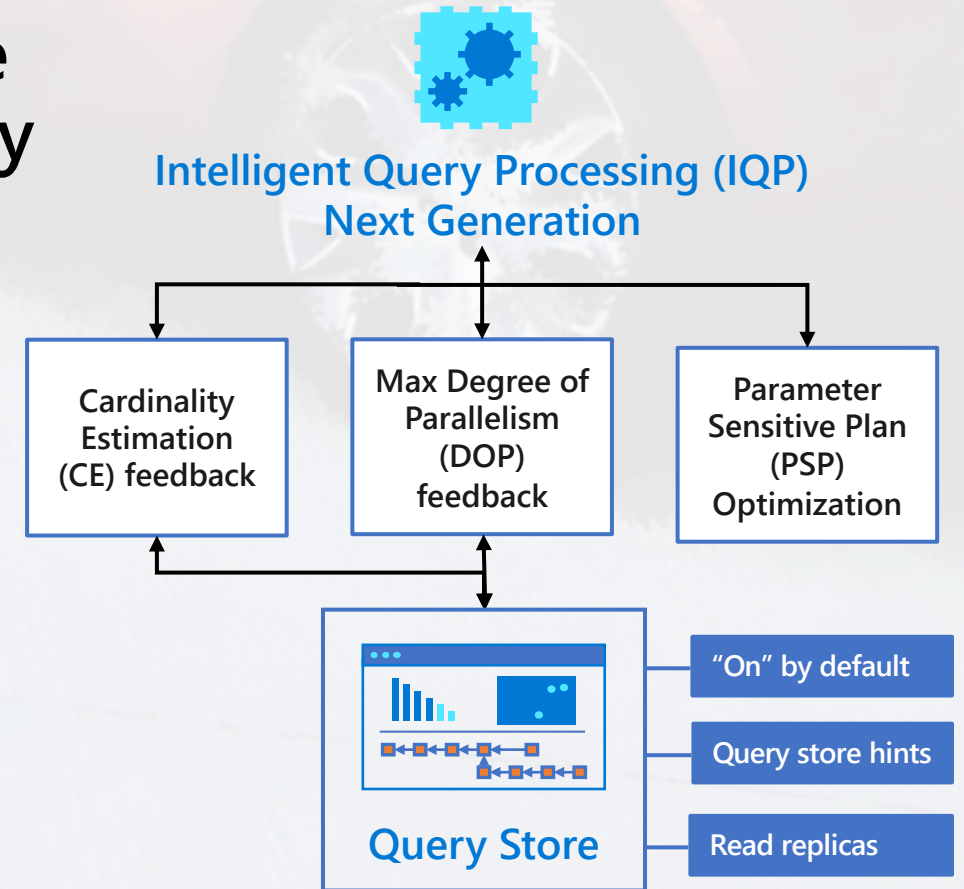 e
y
Intelligent Query Processing (IQP)
Next Generation
Cardinality
Estimation
(CE) feedback
Max Degree of
Parallelism
(DOP)
feedback
Parameter
Sensitive Plan
(PSP)
Optimization
Query Store
“On” by default
Query store hints
Read replicas